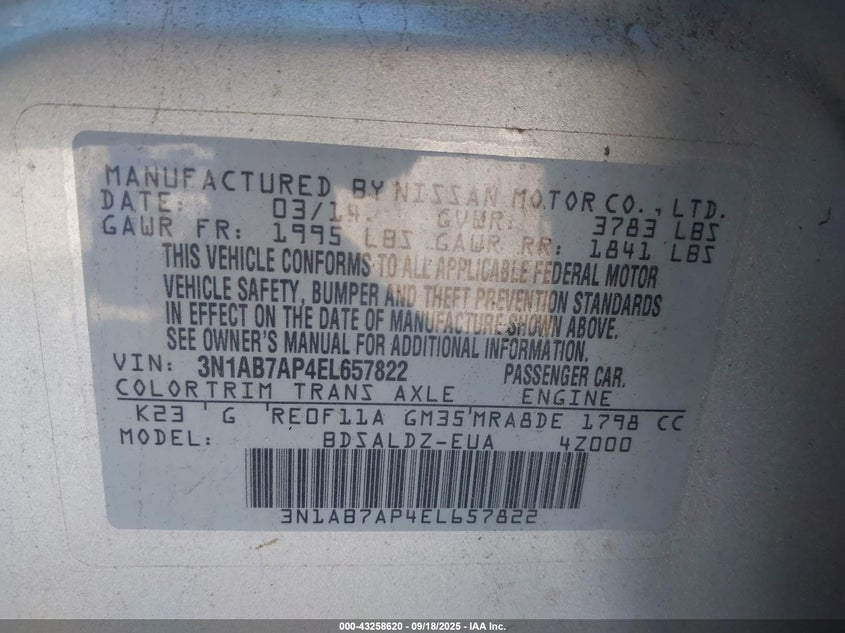 MANUFACTURED BY NISSAN MOTOR CO., LTD.
DATE: 03/14 GVWR: 3783 LBS
GAWR FR: 1995 LBS GAWR RR: 1841 LBS
THIS VEHICLE CONFORMS TO ALL APPLICABLE FEDERAL MOTOR
VEHICLE SAFETY, BUMPER AND THEFT PREVENTION STANDARDS
IN EFFECT ON THE DATE OF MANUFACTURE SHOWN ABOVE.
SEE OWNER'S MANUAL FOR ADDITIONAL INFORMATION.
VIN: 3N1AB7AP4EL657822 PASSENGER CAR.
COLOR TRIM TRANS AXLE ENGINE
K23 G RE0F11A GM35 MRA8DE 1798 CC
MODEL: BDSALDZ-EUA 4Z000
3N1AB7AP4EL657822
000-43258620 - 09/18/2025 - IAA Inc.